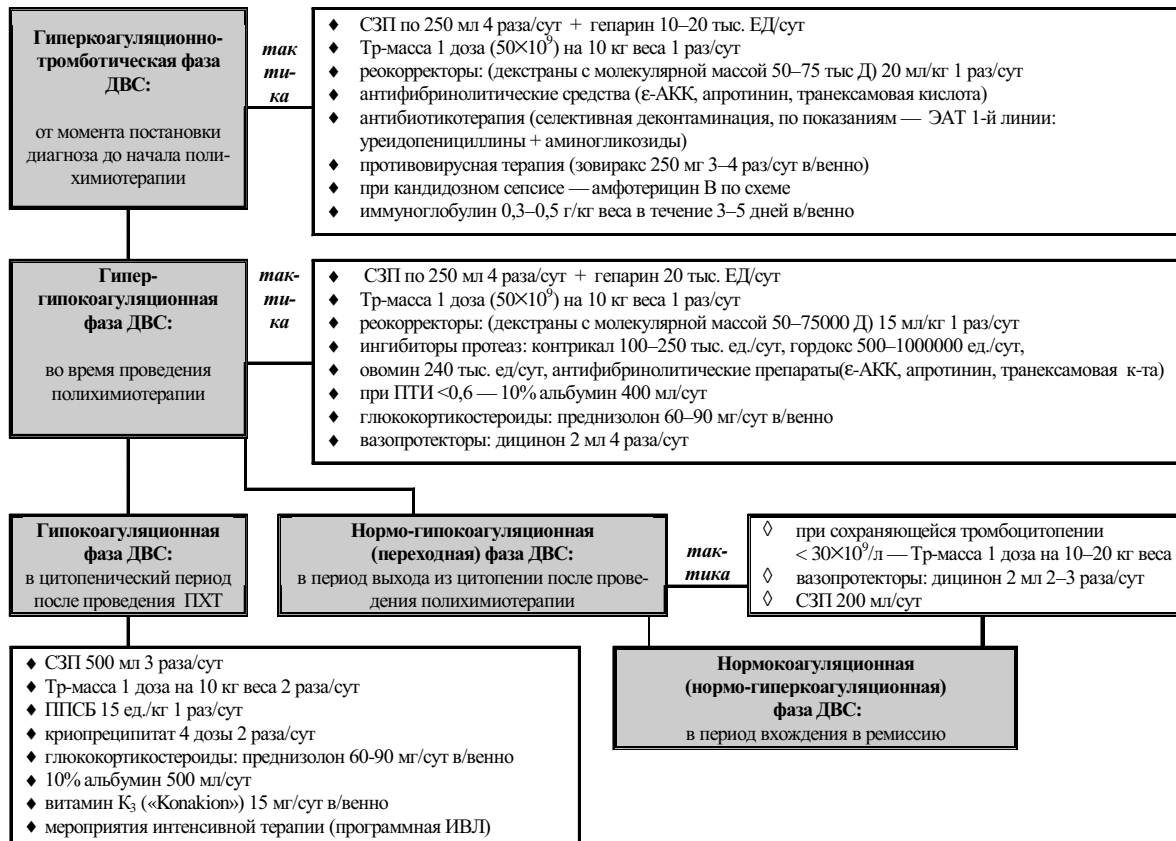 Гиперкоагуляционно-
тромботическая фаза
ДВС:
от момента постановки
диагноза до начала поли-
химиотерапии
так
ти-
ка
♦ СЗП по 250 мл 4 раза/сут + гепарин 10–20 тыс. ЕД/сут
♦ Тр-масса 1 доза (50×10⁹) на 10 кг веса 1 раз/сут
♦ реокорректоры: (декстраны с молекулярной массой 50–75 тыс Д) 20 мл/кг 1 раз/сут
♦ антифибринолитические средства (ε-АКК, апротинин, транексамовая кислота)
♦ антибиотикотерапия (селективная деконтаминация, по показаниям — ЭАТ 1-й линии:
уреидопенициллины + аминогликозиды)
♦ противовирусная терапия (зовиракс 250 мг 3–4 раз/сут в/венно)
♦ при кандидозном сепсисе — амфотерицин В по схеме
♦ иммуноглобулин 0,3–0,5 г/кг веса в течение 3–5 дней в/венно
Гипер-
гипокоагуляционная
фаза ДВС:
во время проведения
полихимиотерапии
так-
ти-
ка
♦ СЗП по 250 мл 4 раза/сут + гепарин 20 тыс. ЕД/сут
♦ Тр-масса 1 доза (50×10⁹) на 10 кг веса 1 раз/сут
♦ реокорректоры: (декстраны с молекулярной массой 50–75000 Д) 15 мл/кг 1 раз/сут
♦ ингибиторы протеаз: контрикал 100–250 тыс. ед./сут, гордокс 500–1000000 ед./сут,
♦ овомин 240 тыс. ед/сут, антифибринолитические препараты(ε-АКК, апротинин, транексамовая к-та)
♦ при ПТИ <0,6 — 10% альбумин 400 мл/сут
♦ глюкокортикостероиды: преднизолон 60–90 мг/сут в/венно
♦ вазопротекторы: дицинон 2 мл 4 раза/сут
Гипокоагуляционная
фаза ДВС:
в цитопенический период
после проведения ПХТ
Нормо-гипокоагуляционная
(переходная) фаза ДВС:
в период выхода из цитопении после прове-
дения полихимиотерапии
так-
тика
◊ при сохраняющейся тромбоцитопении
< 30×10⁹/л — Тр-масса 1 доза на 10–20 кг веса
◊ вазопротекторы: дицинон 2 мл 2–3 раза/сут
◊ СЗП 200 мл/сут
♦ СЗП 500 мл 3 раза/сут
♦ Тр-масса 1 доза на 10 кг веса 2 раза/сут
♦ ППСБ 15 ед./кг 1 раз/сут
♦ криопреципитат 4 дозы 2 раза/сут
♦ глюкокортикостероиды: преднизолон 60-90 мг/сут в/венно
♦ 10% альбумин 500 мл/сут
♦ витамин К₃ («Konakion») 15 мг/сут в/венно
♦ мероприятия интенсивной терапии (программная ИВЛ)
Нормокоагуляционная
(нормо-гиперкоагуляционная)
фаза ДВС:
в период вхождения в ремиссию